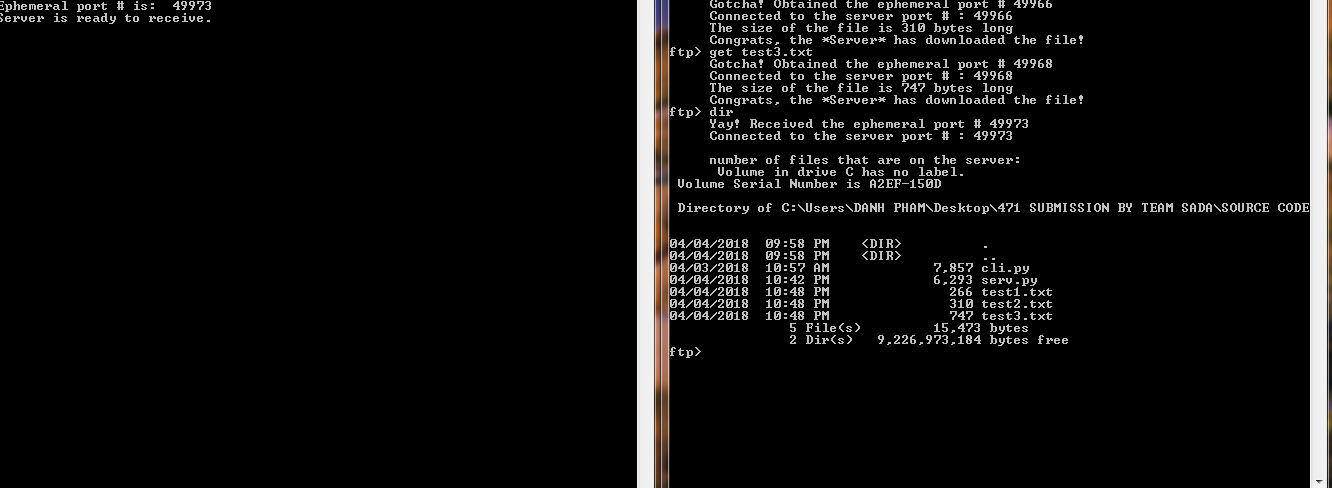 Ephemeral port # is:  49973
Server is ready to receive.
Gotcha! Obtained the ephemeral port # 49966
Connected to the server port # : 49966
The size of the file is 310 bytes long
Congrats, the *Server* has downloaded the file!
ftp> get test3.txt
Gotcha! Obtained the ephemeral port # 49968
Connected to the server port # : 49968
The size of the file is 747 bytes long
Congrats, the *Server* has downloaded the file!
ftp> dir
Yay! Received the ephemeral port # 49973
Connected to the server port # : 49973
number of files that are on the server:
Volume in drive C has no label.
Volume Serial Number is A2EF-150D
Directory of C:\Users\DANH PHAM\Desktop\471 SUBMISSION BY TEAM SADA\SOURCE CODE
04/04/2018  09:58 PM    <DIR>          .
04/04/2018  09:58 PM    <DIR>          ..
04/03/2018  10:57 AM             7,857 cli.py
04/04/2018  10:42 PM             6,293 serv.py
04/04/2018  10:48 PM               266 test1.txt
04/04/2018  10:48 PM               310 test2.txt
04/04/2018  10:48 PM               747 test3.txt
5 File(s)         15,473 bytes
2 Dir(s)   9,226,973,184 bytes free
ftp>